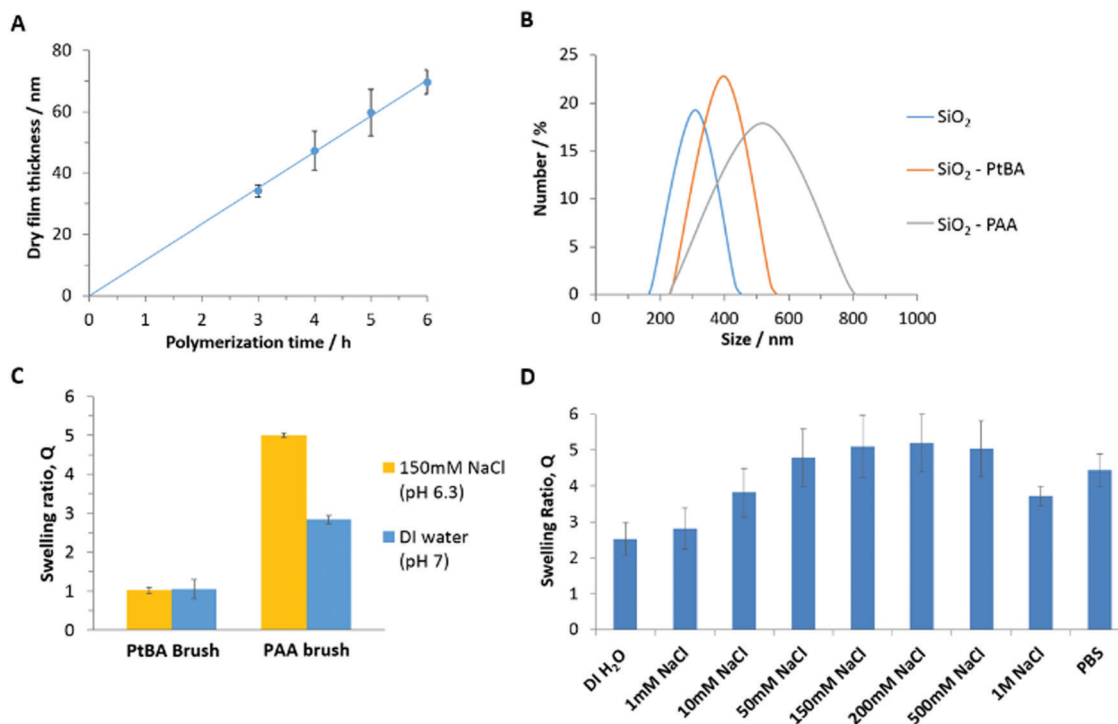 A
Dry film thickness / nm
80
60
40
20
0
0 1 2 3 4 5 6
Polymerization time / h
B
Number / %
25
20
15
10
5
0
0 200 400 600 800 1000
Size / nm
SiO₂
SiO₂ - PtBA
SiO₂ - PAA
C
Swelling ratio, Q
6
5
4
3
2
1
0
PtBA Brush PAA brush
150mM NaCl
(pH 6.3)
DI water
(pH 7)
D
Swelling Ratio, Q
6
5
4
3
2
1
0
DI H₂O
1mM NaCl
10mM NaCl
50mM NaCl
150mM NaCl
200mM NaCl
500mM NaCl
1M NaCl
PBS